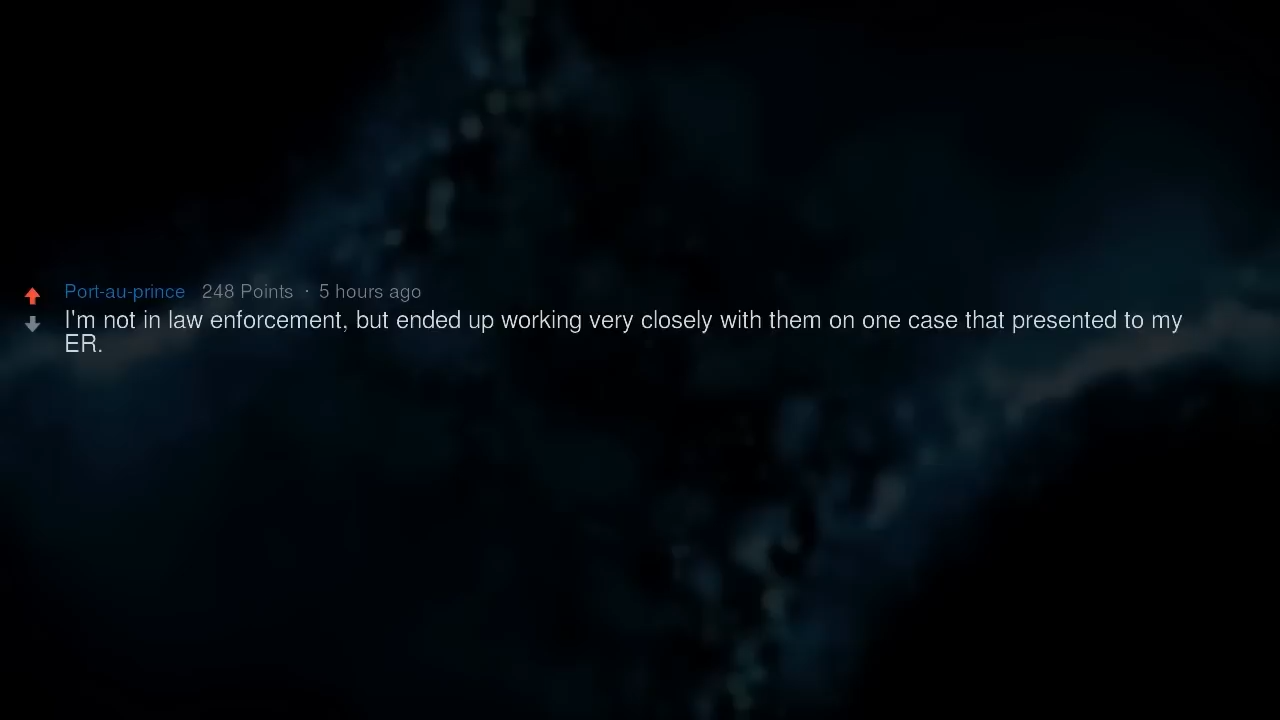 Port-au-prince 248 Points · 5 hours ago
I'm not in law enforcement, but ended up working very closely with them on one case that presented to my
ER.